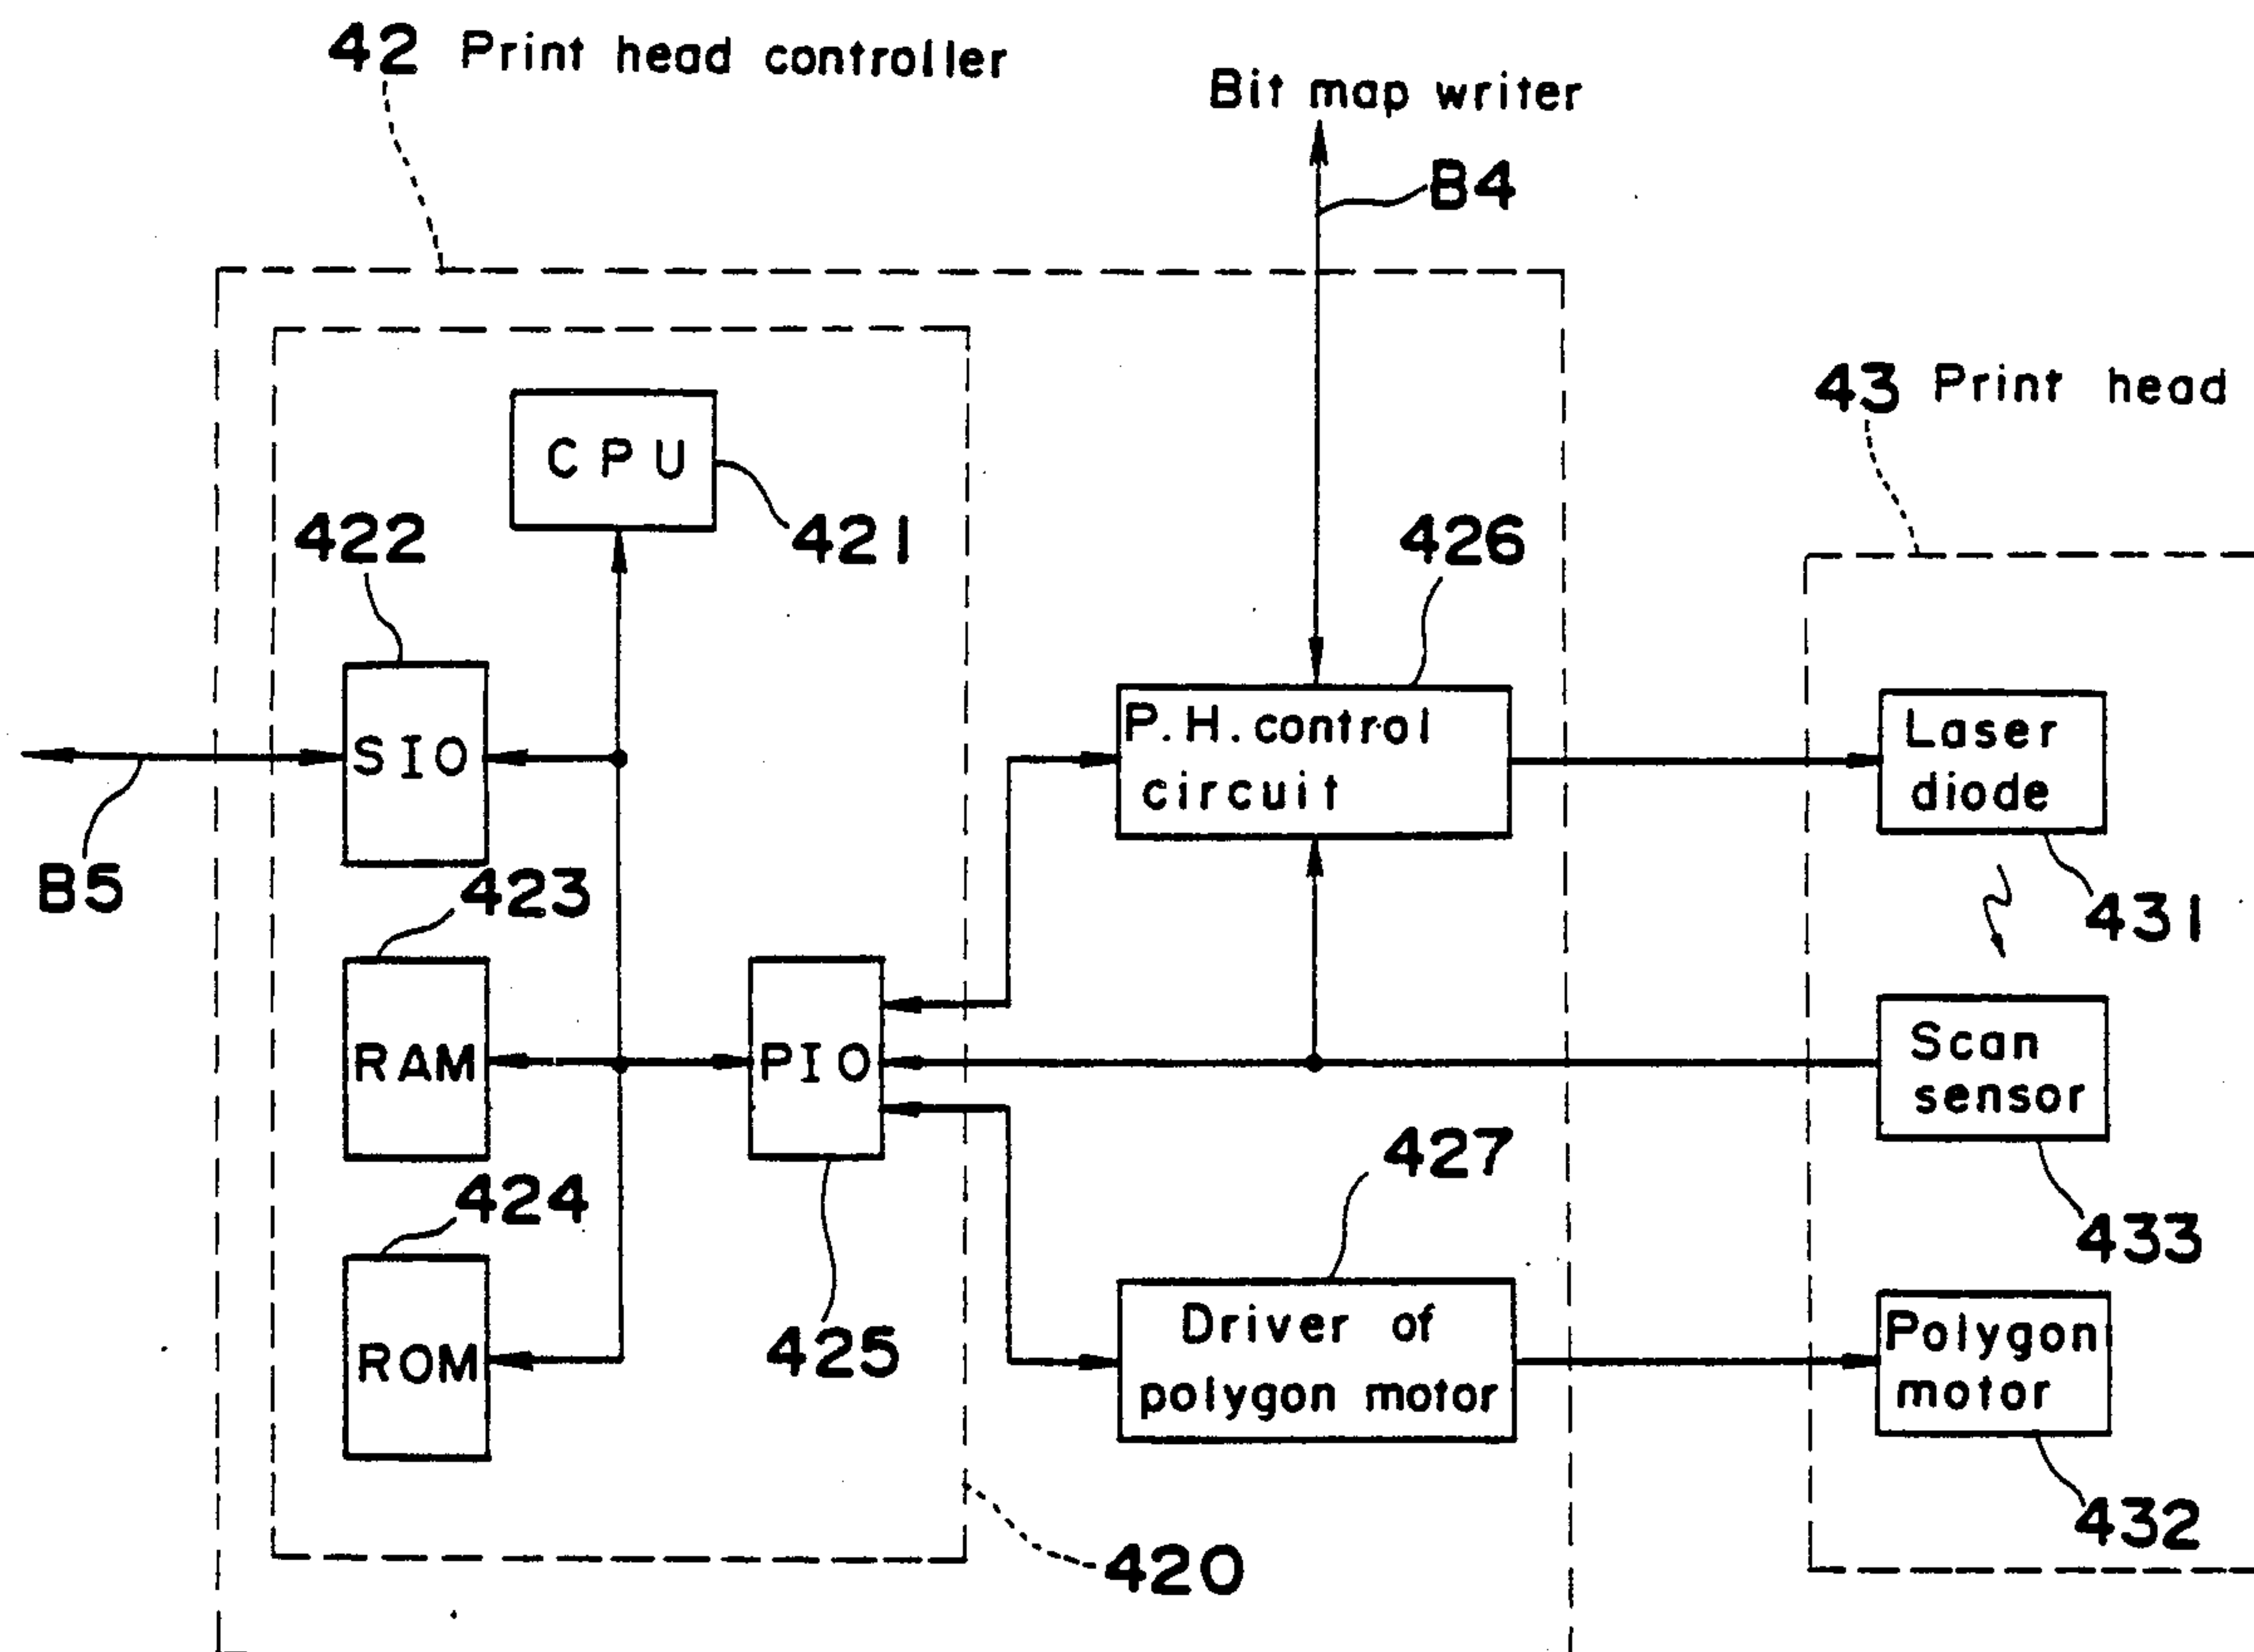 42 Print head controller
Bit map writer
B4
43 Print head
CPU
421
422
426
SIO
P.H. control
circuit
Laser
diode
B5
423
431
RAM
PIO
Scan
sensor
424
427
433
ROM
425
Driver of
polygon motor
Polygon
motor
432
420